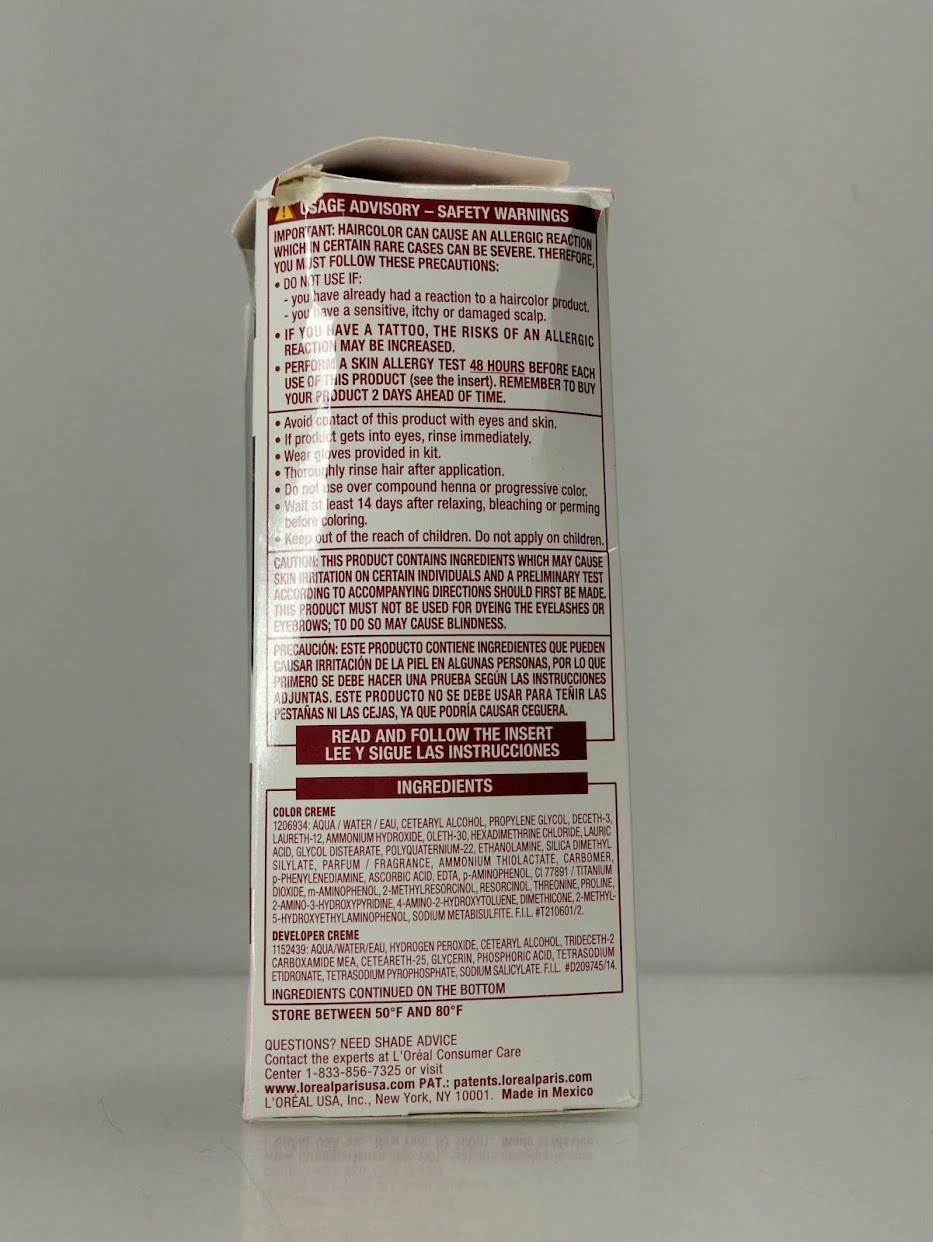 USAGE ADVISORY – SAFETY WARNINGS
IMPORTANT: HAIRCOLOR CAN CAUSE AN ALLERGIC REACTION
WHICH IN CERTAIN RARE CASES CAN BE SEVERE. THEREFORE,
YOU MUST FOLLOW THESE PRECAUTIONS:
• DO NOT USE IF:
- you have already had a reaction to a haircolor product.
- you have a sensitive, itchy or damaged scalp.
• IF YOU HAVE A TATTOO, THE RISKS OF AN ALLERGIC
REACTION MAY BE INCREASED.
• PERFORM A SKIN ALLERGY TEST 48 HOURS BEFORE EACH
USE OF THIS PRODUCT (see the insert). REMEMBER TO BUY
YOUR PRODUCT 2 DAYS AHEAD OF TIME.
• Avoid contact of this product with eyes and skin.
• If product gets into eyes, rinse immediately.
• Wear gloves provided in kit.
• Thoroughly rinse hair after application.
• Do not use over compound henna or progressive color.
• Wait at least 14 days after relaxing, bleaching or perming
before coloring.
• Keep out of the reach of children. Do not apply on children.
CAUTION: THIS PRODUCT CONTAINS INGREDIENTS WHICH MAY CAUSE
SKIN IRRITATION ON CERTAIN INDIVIDUALS AND A PRELIMINARY TEST
ACCORDING TO ACCOMPANYING DIRECTIONS SHOULD FIRST BE MADE.
THIS PRODUCT MUST NOT BE USED FOR DYEING THE EYELASHES OR
EYEBROWS; TO DO SO MAY CAUSE BLINDNESS.
PRECAUCIÓN: ESTE PRODUCTO CONTIENE INGREDIENTES QUE PUEDEN
CAUSAR IRRITACIÓN DE LA PIEL EN ALGUNAS PERSONAS, POR LO QUE
PRIMERO SE DEBE HACER UNA PRUEBA SEGÚN LAS INSTRUCCIONES
ADJUNTAS. ESTE PRODUCTO NO SE DEBE USAR PARA TEÑIR LAS
PESTAÑAS NI LAS CEJAS, YA QUE PODRÍA CAUSAR CEGUERA.
READ AND FOLLOW THE INSERT
LEE Y SIGUE LAS INSTRUCCIONES
INGREDIENTS
COLOR CREME
1206934: AQUA / WATER / EAU, CETEARYL ALCOHOL, PROPYLENE GLYCOL, DECETH-3,
LAURETH-12, AMMONIUM HYDROXIDE, OLETH-30, HEXADIMETHRINE CHLORIDE, LAURIC
ACID, GLYCOL DISTEARATE, POLYQUATERNIUM-22, ETHANOLAMINE, SILICA DIMETHYL
SILYLATE, PARFUM / FRAGRANCE, AMMONIUM THIOLACTATE, CARBOMER,
p-PHENYLENEDIAMINE, ASCORBIC ACID, EDTA, p-AMINOPHENOL, CI 77891 / TITANIUM
DIOXIDE, m-AMINOPHENOL, 2-METHYLRESORCINOL, RESORCINOL, THREONINE, PROLINE,
2-AMINO-3-HYDROXYPYRIDINE, 4-AMINO-2-HYDROXYTOLUENE, DIMETHICONE, 2-METHYL-
5-HYDROXYETHYLAMINOPHENOL, SODIUM METABISULFITE. F.I.L. #T210601/2.
DEVELOPER CREME
1152439: AQUA/WATER/EAU, HYDROGEN PEROXIDE, CETEARYL ALCOHOL, TRIDECETH-2
CARBOXAMIDE MEA, CETEARETH-25, GLYCERIN, PHOSPHORIC ACID, TETRASODIUM
ETIDRONATE, TETRASODIUM PYROPHOSPHATE, SODIUM SALICYLATE. F.I.L. #D209745/14.
INGREDIENTS CONTINUED ON THE BOTTOM
STORE BETWEEN 50°F AND 80°F
QUESTIONS? NEED SHADE ADVICE
Contact the experts at L'Oréal Consumer Care
Center 1-833-856-7325 or visit
www.lorealparisusa.com PAT.: patents.lorealparis.com
L'ORÉAL USA, Inc., New York, NY 10001. Made in Mexico